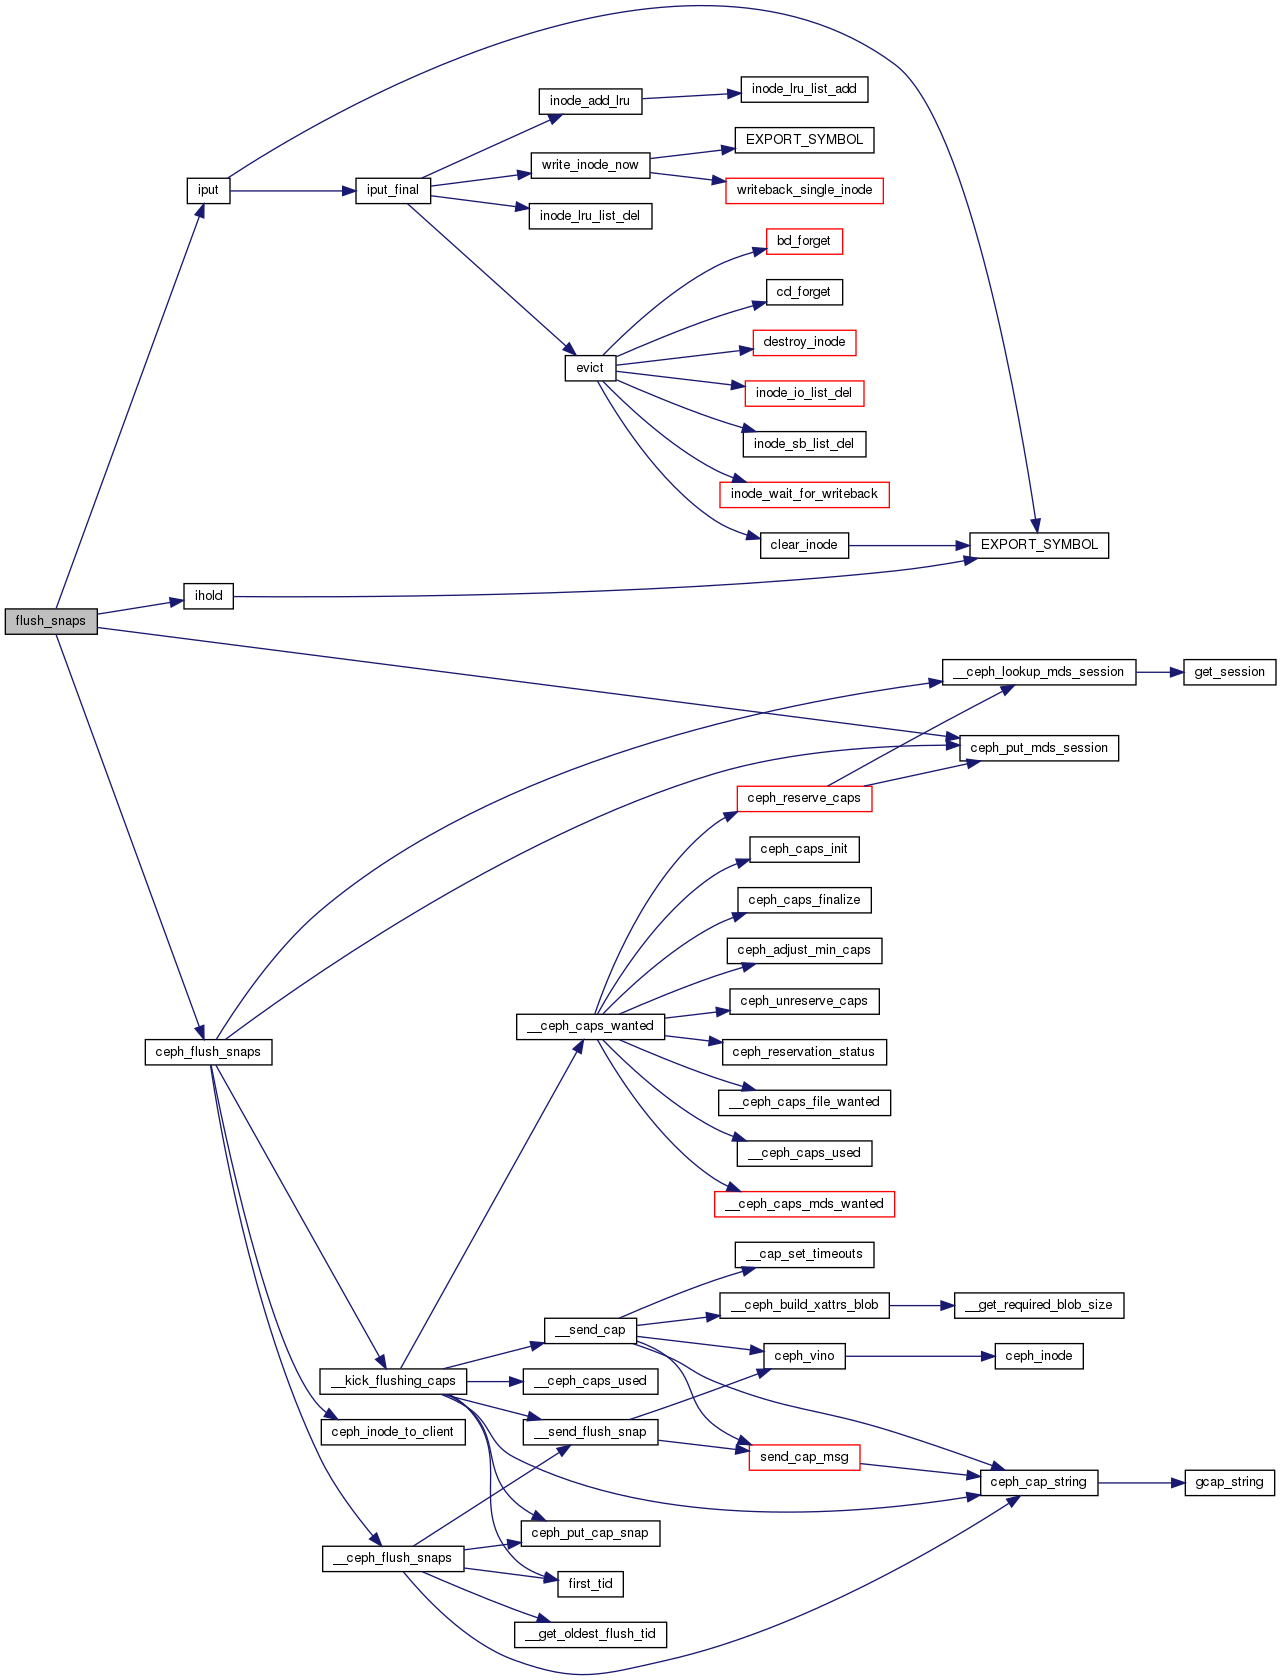 inode_lru_list_add
inode_add_lru
EXPORT_SYMBOL
write_inode_now
iput
iput_final
writeback_single_inode
inode_lru_list_del
bd_forget
cd_forget
destroy_inode
evict
inode_io_list_del
inode_sb_list_del
inode_wait_for_writeback
clear_inode
EXPORT_SYMBOL
ihold
flush_snaps
__ceph_lookup_mds_session
get_session
ceph_put_mds_session
ceph_reserve_caps
ceph_caps_init
ceph_caps_finalize
ceph_adjust_min_caps
ceph_unreserve_caps
__ceph_caps_wanted
ceph_flush_snaps
ceph_reservation_status
__ceph_caps_file_wanted
__ceph_caps_used
__ceph_caps_mds_wanted
__cap_set_timeouts
__ceph_build_xattrs_blob
__get_required_blob_size
__send_cap
ceph_vino
ceph_inode
__kick_flushing_caps
__ceph_caps_used
ceph_inode_to_client
__send_flush_snap
send_cap_msg
ceph_cap_string
gcap_string
ceph_put_cap_snap
__ceph_flush_snaps
first_tid
__get_oldest_flush_tid